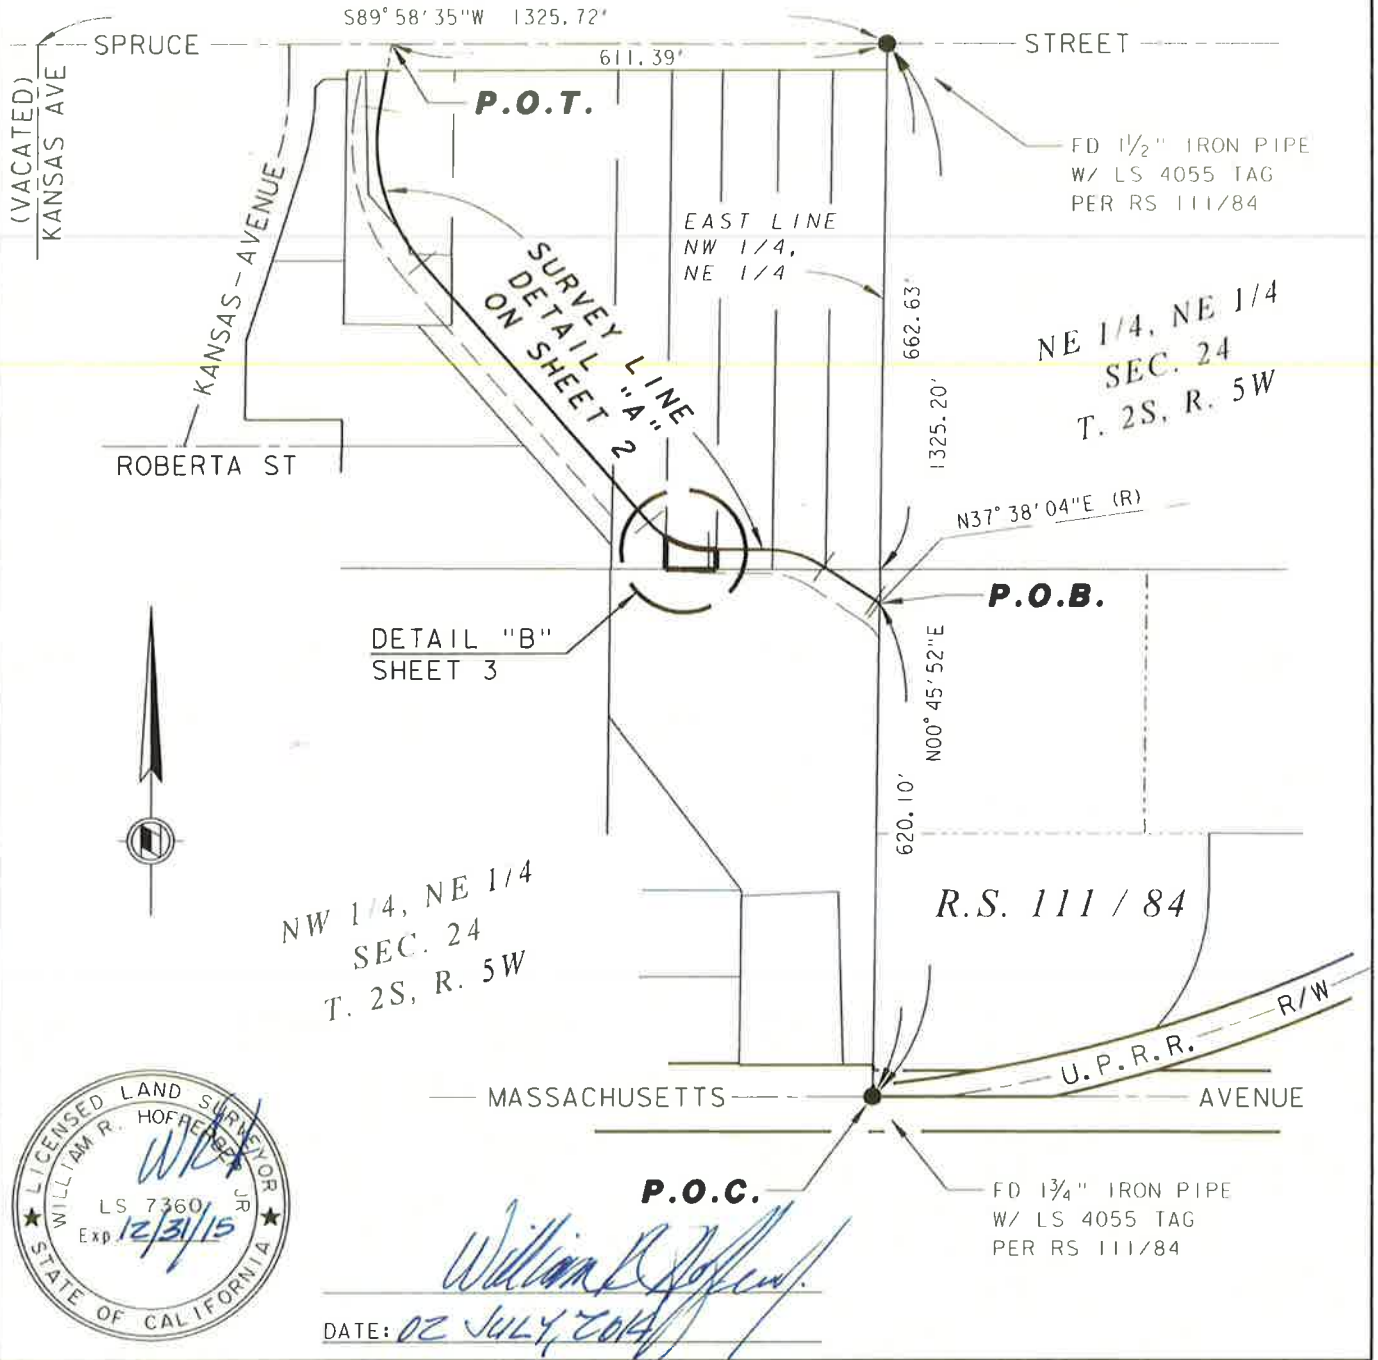 S89°58'35"W 1325.72'
SPRUCE
STREET
611.39'
(VACATED)
KANSAS AVE
P.O.T.
FD 1½" IRON PIPE
W/ LS 4055 TAG
PER RS 111/84
KANSAS AVENUE
EAST LINE
NW 1/4,
NE 1/4
SURVEY LINE
DETAIL "A"
ON SHEET 2
662.63'
1325.20'
NE 1/4, NE 1/4
SEC. 24
T. 2S, R. 5W
ROBERTA ST
N37°38'04"E (R)
P.O.B.
DETAIL "B"
SHEET 3
N00°45'52"E
620.10'
NW 1/4, NE 1/4
SEC. 24
T. 2S, R. 5W
R.S. 111 / 84
U.P.R.R. R/W
MASSACHUSETTS
AVENUE
P.O.C.
FD 1¾" IRON PIPE
W/ LS 4055 TAG
PER RS 111/84
LICENSED LAND SURVEYOR
WILLIAM R. HOFFERBER JR
LS 7360
Exp. 12/31/15
STATE OF CALIFORNIA
DATE: 02 JULY, 2014